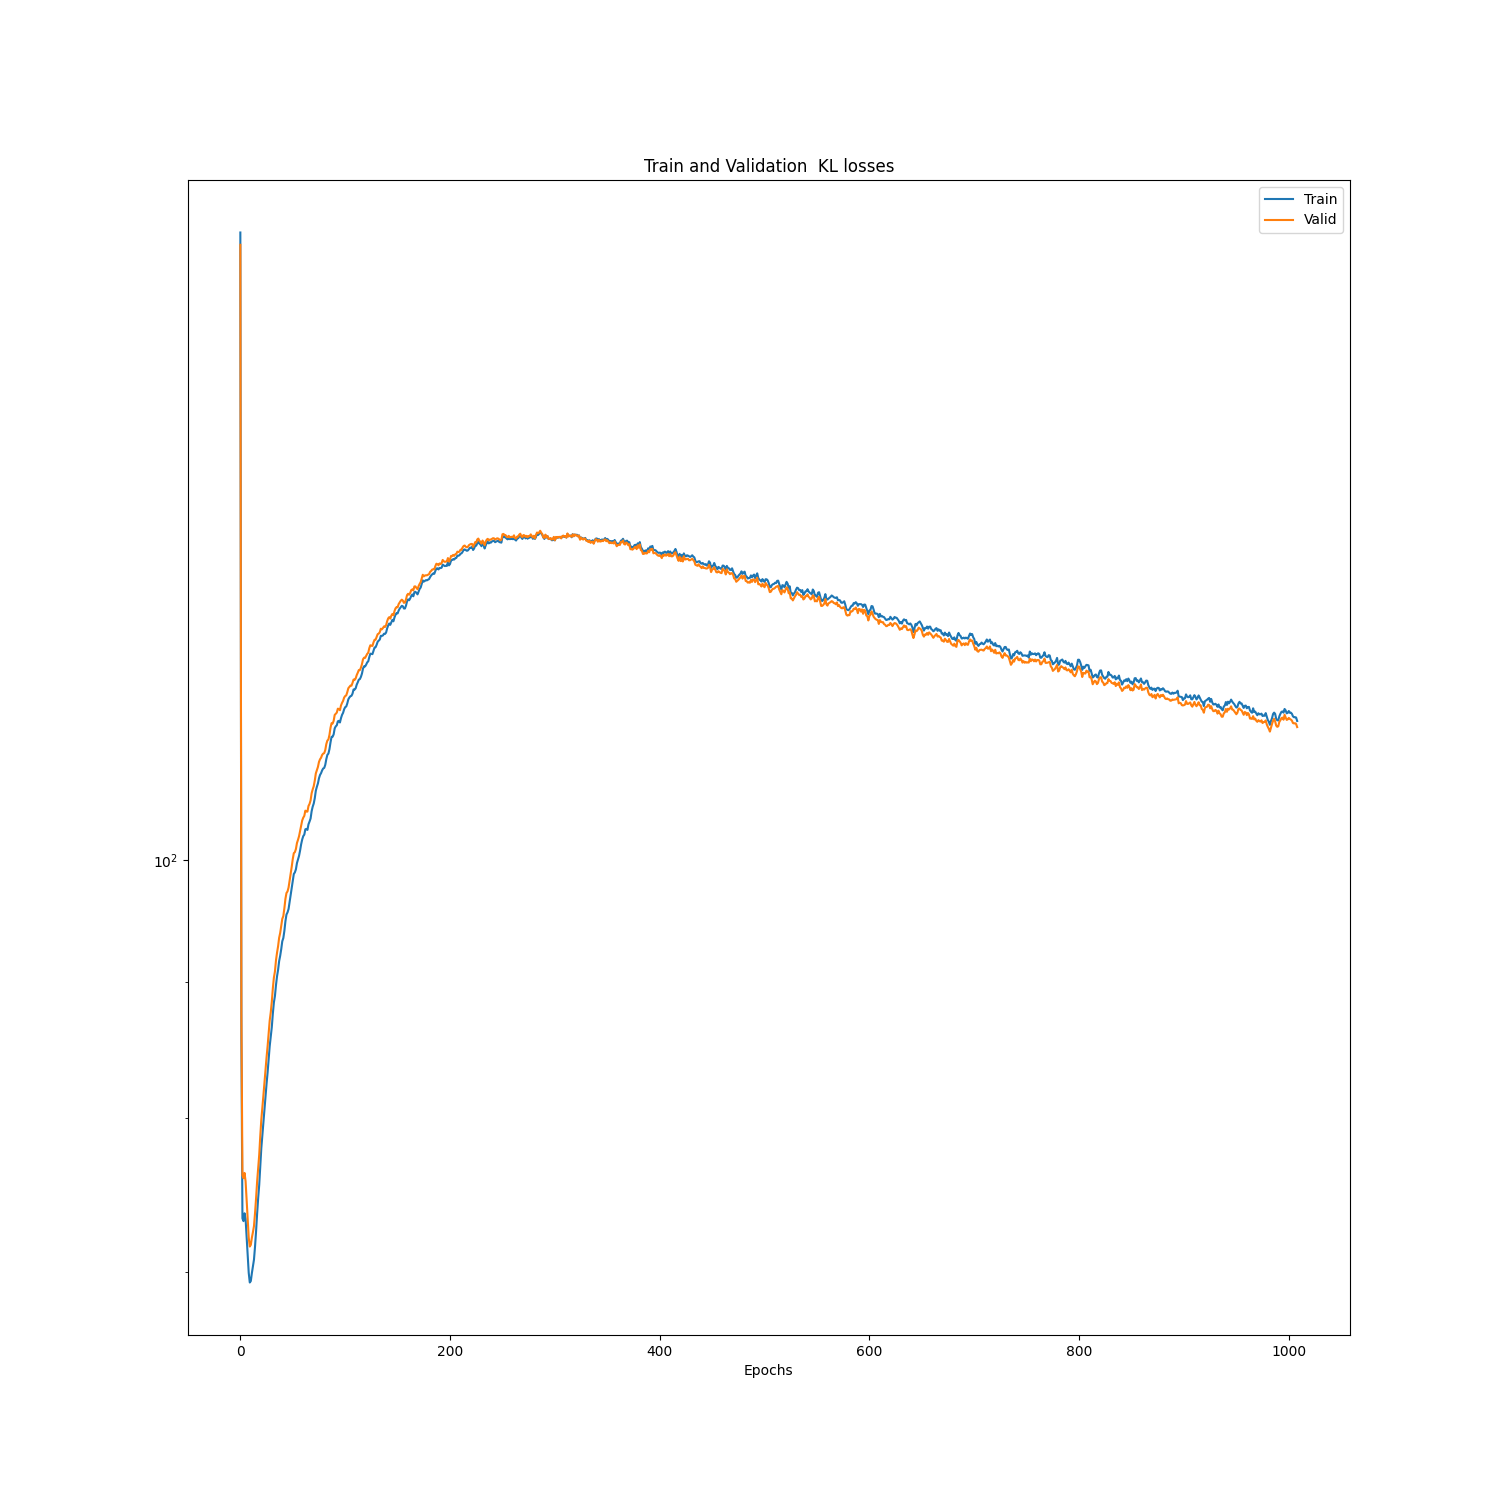 Train and Validation  KL losses
Train
Valid
10²
0 200 400 600 800 1000
Epochs